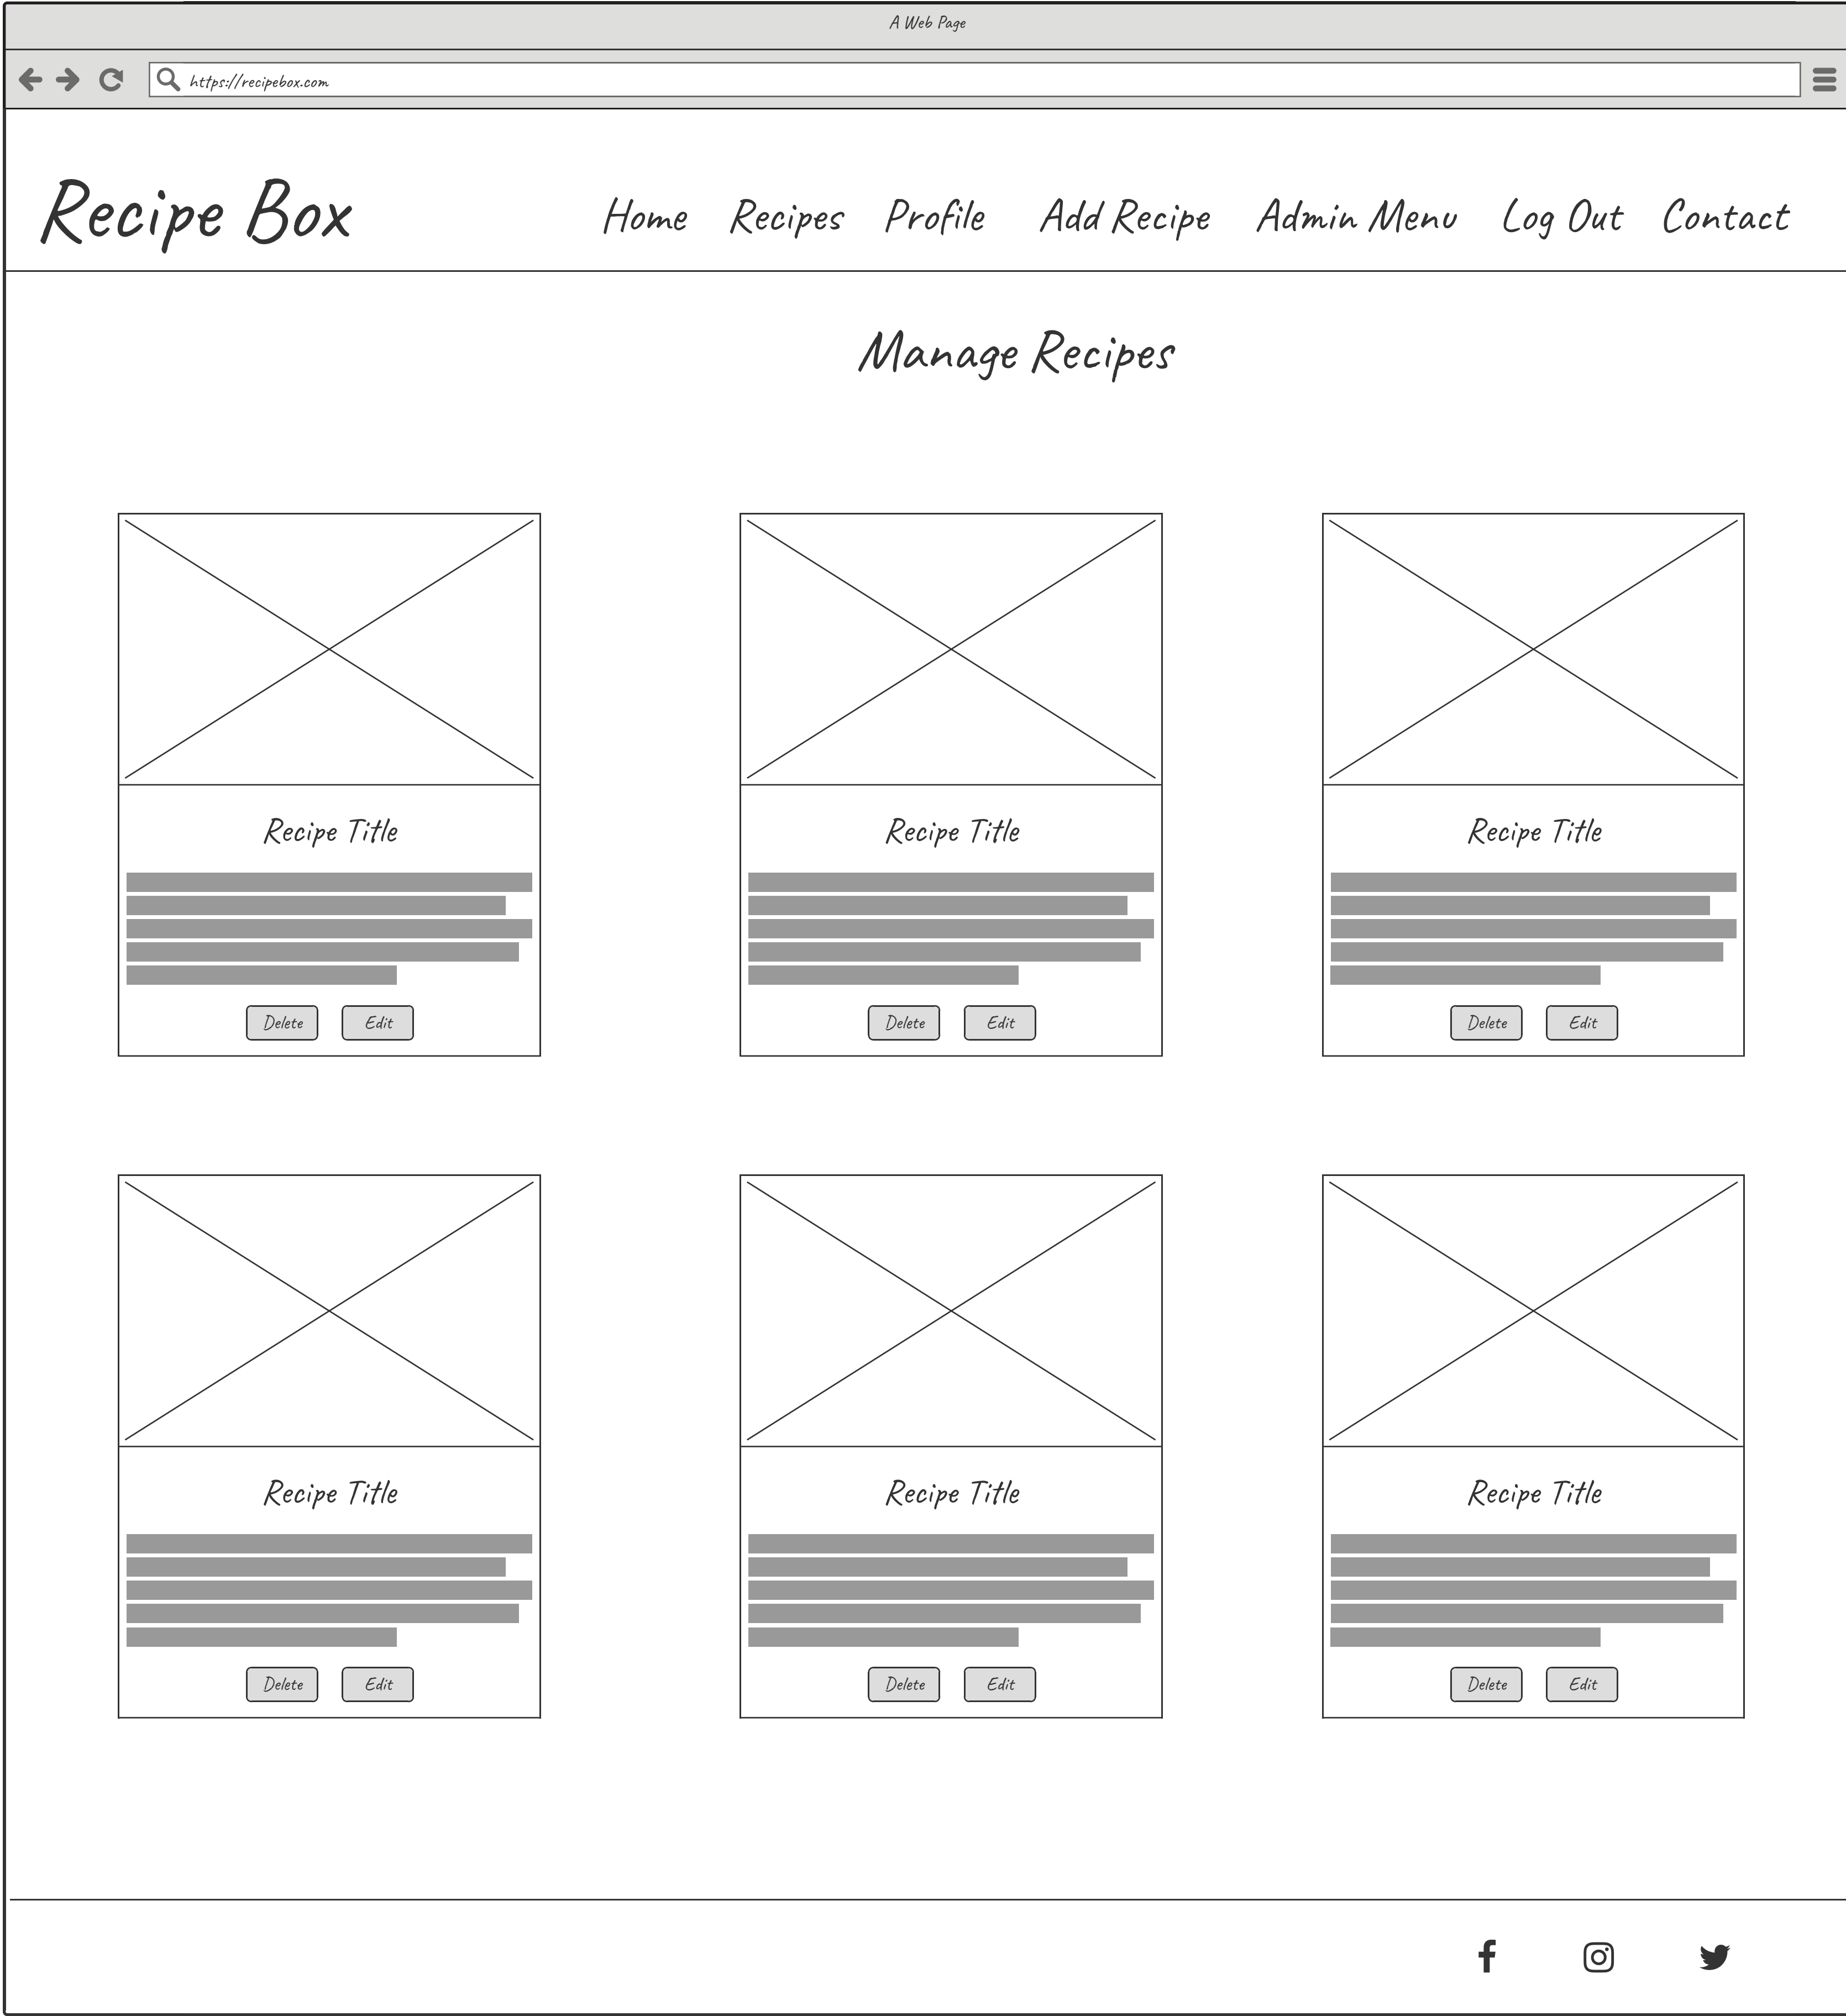 A Web Page
https://recipebox.com
Recipe Box Home Recipes Profile Add Recipe Admin Menu Log Out Contact
Manage Recipes
Recipe Title Recipe Title Recipe Title
Delete Edit Delete Edit Delete Edit
Recipe Title Recipe Title Recipe Title
Delete Edit Delete Edit Delete Edit